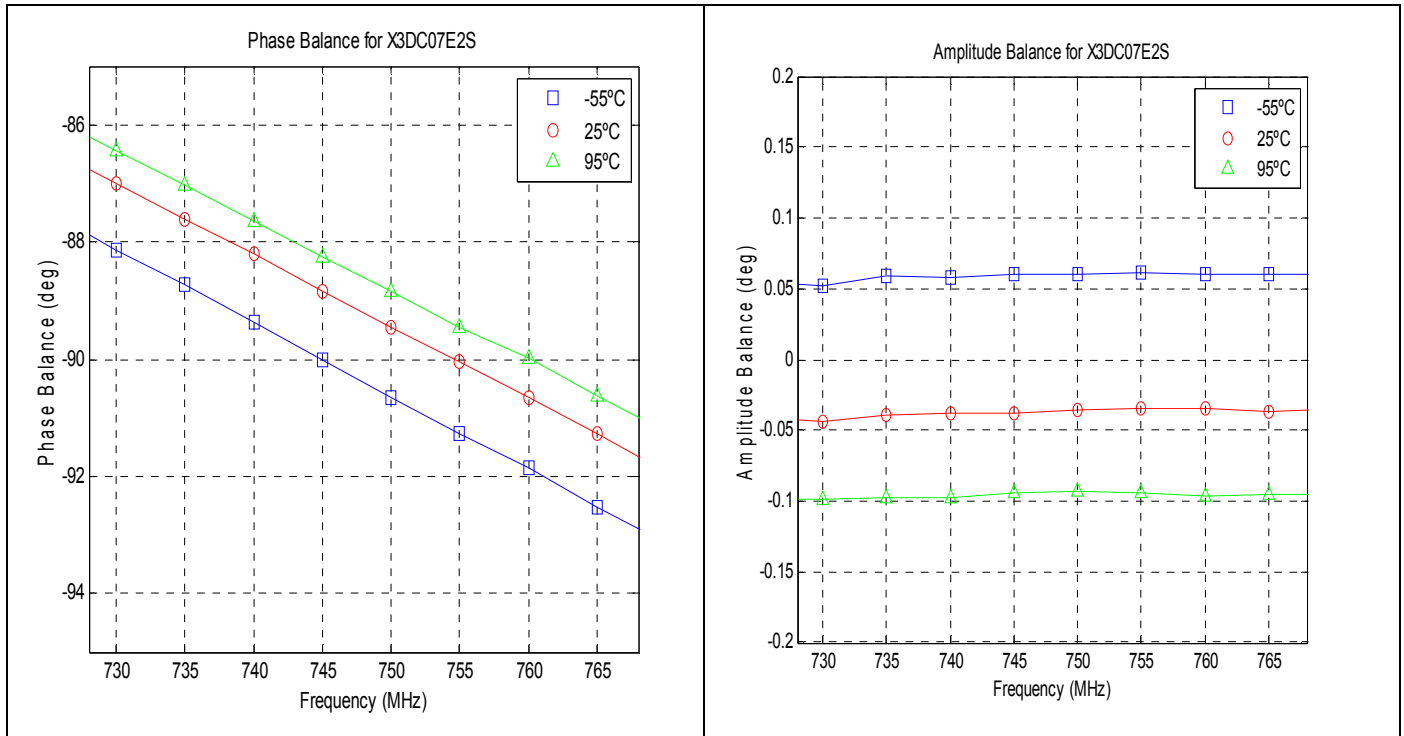 Phase Balance for X3DC07E2S
-55ºC
25ºC
95ºC
-86
-88
-90
-92
-94
Phase Balance (deg)
730 735 740 745 750 755 760 765
Frequency (MHz)
Amplitude Balance for X3DC07E2S
-55ºC
25ºC
95ºC
0.2
0.15
0.1
0.05
0
-0.05
-0.1
-0.15
-0.2
Amplitude Balance (deg)
730 735 740 745 750 755 760 765
Frequency (MHz)